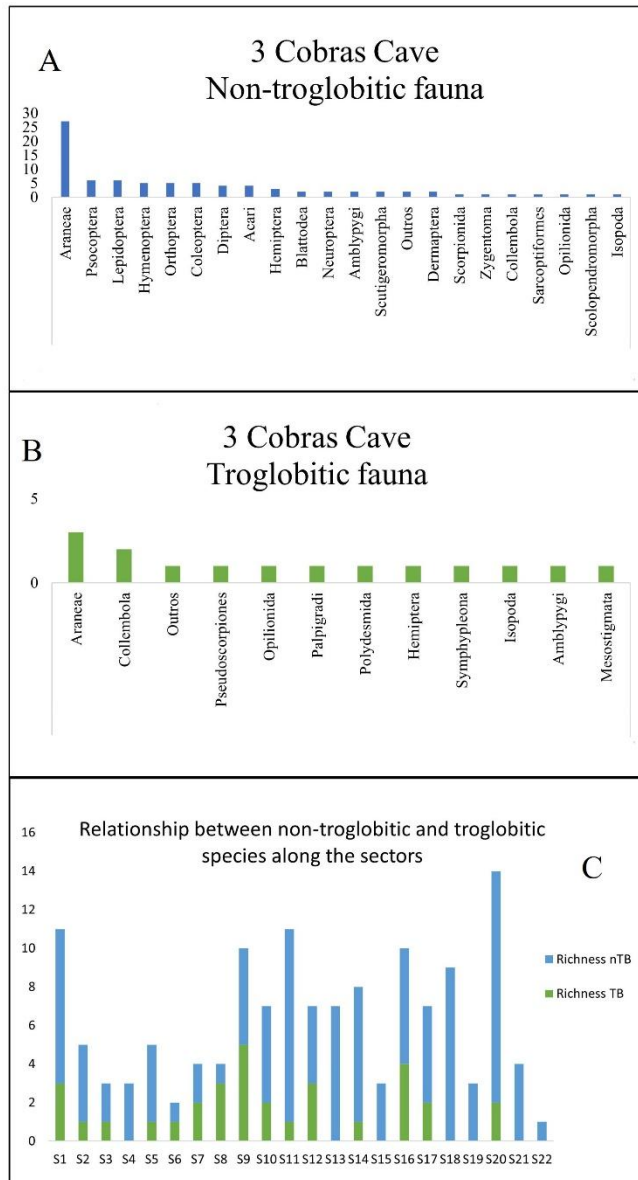 A
3 Cobras Cave
Non-troglobitic fauna
30
25
20
15
10
5
0
Araneae
Psocoptera
Lepidoptera
Hymenoptera
Orthoptera
Coleoptera
Diptera
Acari
Hemiptera
Blattodea
Neuroptera
Amblypygi
Scutigeromorpha
Outros
Dermaptera
Scorpionida
Zygentoma
Collembola
Sarcoptiformes
Opilionida
Scolopendromorpha
Isopoda
B
3 Cobras Cave
Troglobitic fauna
5
0
Araneae
Collembola
Outros
Pseudoscorpiones
Opilionida
Palpigradi
Polydesmida
Hemiptera
Symphypleona
Isopoda
Amblypygi
Mesostigmata
Relationship between non-troglobitic and troglobitic
species along the sectors
C
16
14
12
10
8
6
4
2
0
Richness nTB
Richness TB
S1 S2 S3 S4 S5 S6 S7 S8 S9 S10 S11 S12 S13 S14 S15 S16 S17 S18 S19 S20 S21 S22